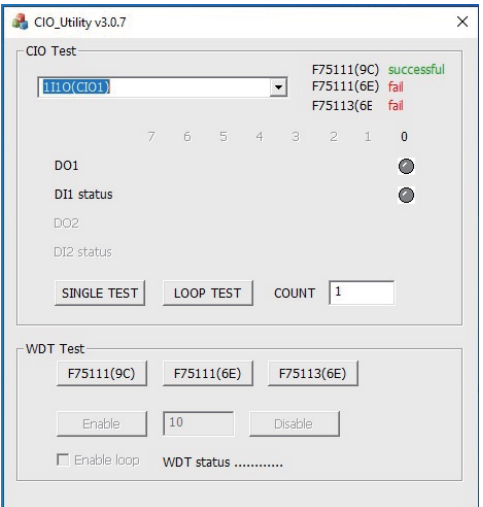 CIO_Utility v3.0.7
CIO Test
1I1O(CIO1)
F75111(9C) successful
F75111(6E) fail
F75113(6E fail
7 6 5 4 3 2 1 0
DO1
DI1 status
DO2
DI2 status
SINGLE TEST LOOP TEST COUNT 1
WDT Test
F75111(9C) F75111(6E) F75113(6E)
Enable 10 Disable
Enable loop WDT status ............